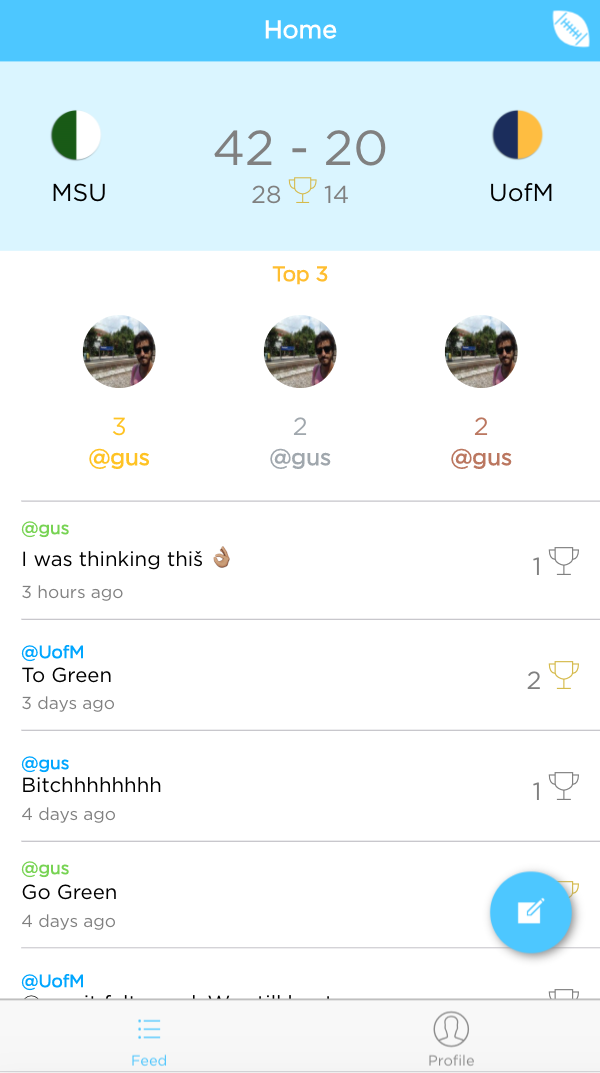 Home
42 - 20
MSU
28 14
UofM
Top 3
3
2
2
@gus
@gus
@gus
@gus
I was thinking thiš 👌🏽
1
3 hours ago
@UofM
To Green
2
3 days ago
@gus
Bitchhhhhhhh
1
4 days ago
@gus
Go Green
4 days ago
@UofM
Feed
Profile